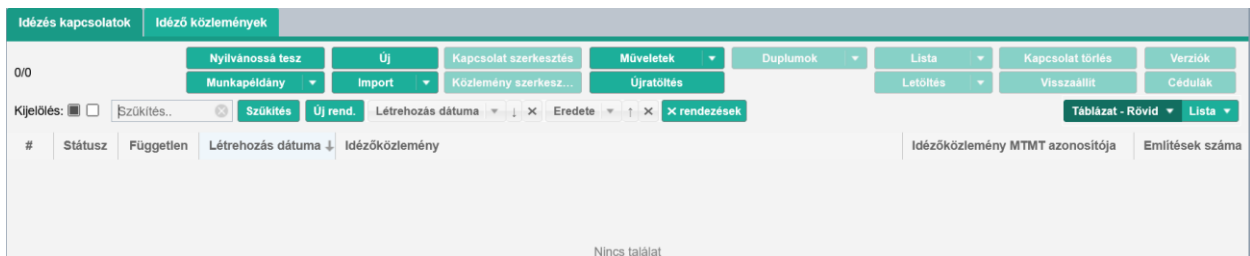 Idézés kapcsolatok Idéző közlemények
Nyilvánossá tesz Új Kapcsolat szerkesztés Műveletek Duplumok Lista Kapcsolat törlés Verziók
0/0
Munkapéldány Import Közlemény szerkesz... Újratöltés Letöltés Visszaállít Cédulák
Kijelölés: Szűkítés.. Szűkítés Új rend. Létrehozás dátuma ↓ × Eredete ↑ × × rendezések Táblázat - Rövid Lista
# Státusz Független Létrehozás dátuma ↓ Idézőközlemény Idézőközlemény MTMT azonosítója Említések száma
Nincs találat